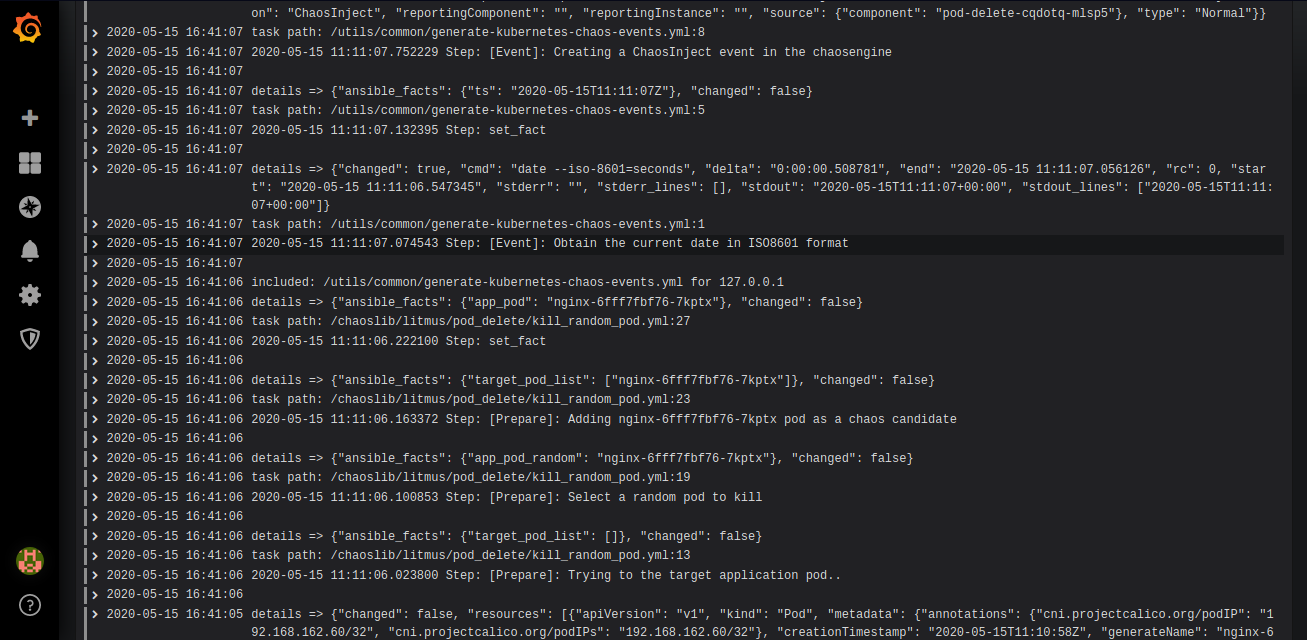 on": "ChaosInject", "reportingComponent": "", "reportingInstance": "", "source": {"component": "pod-delete-cqdotq-mlsp5"}, "type": "Normal"}}
2020-05-15 16:41:07 task path: /utils/common/generate-kubernetes-chaos-events.yml:8
2020-05-15 16:41:07 2020-05-15 11:11:07.752229 Step: [Event]: Creating a ChaosInject event in the chaosengine
2020-05-15 16:41:07
2020-05-15 16:41:07 details => {"ansible_facts": {"ts": "2020-05-15T11:11:07Z"}, "changed": false}
2020-05-15 16:41:07 task path: /utils/common/generate-kubernetes-chaos-events.yml:5
2020-05-15 16:41:07 2020-05-15 11:11:07.132395 Step: set_fact
2020-05-15 16:41:07
2020-05-15 16:41:07 details => {"changed": true, "cmd": "date --iso-8601=seconds", "delta": "0:00:00.508781", "end": "2020-05-15 11:11:07.056126", "rc": 0, "star
t": "2020-05-15 11:11:06.547345", "stderr": "", "stderr_lines": [], "stdout": "2020-05-15T11:11:07+00:00", "stdout_lines": ["2020-05-15T11:11:
07+00:00"]}
2020-05-15 16:41:07 task path: /utils/common/generate-kubernetes-chaos-events.yml:1
2020-05-15 16:41:07 2020-05-15 11:11:07.074543 Step: [Event]: Obtain the current date in ISO8601 format
2020-05-15 16:41:07
2020-05-15 16:41:06 included: /utils/common/generate-kubernetes-chaos-events.yml for 127.0.0.1
2020-05-15 16:41:06 details => {"ansible_facts": {"app_pod": "nginx-6fff7fbf76-7kptx"}, "changed": false}
2020-05-15 16:41:06 task path: /chaoslib/litmus/pod_delete/kill_random_pod.yml:27
2020-05-15 16:41:06 2020-05-15 11:11:06.222100 Step: set_fact
2020-05-15 16:41:06
2020-05-15 16:41:06 details => {"ansible_facts": {"target_pod_list": ["nginx-6fff7fbf76-7kptx"]}, "changed": false}
2020-05-15 16:41:06 task path: /chaoslib/litmus/pod_delete/kill_random_pod.yml:23
2020-05-15 16:41:06 2020-05-15 11:11:06.163372 Step: [Prepare]: Adding nginx-6fff7fbf76-7kptx pod as a chaos candidate
2020-05-15 16:41:06
2020-05-15 16:41:06 details => {"ansible_facts": {"app_pod_random": "nginx-6fff7fbf76-7kptx"}, "changed": false}
2020-05-15 16:41:06 task path: /chaoslib/litmus/pod_delete/kill_random_pod.yml:19
2020-05-15 16:41:06 2020-05-15 11:11:06.100853 Step: [Prepare]: Select a random pod to kill
2020-05-15 16:41:06
2020-05-15 16:41:06 details => {"ansible_facts": {"target_pod_list": []}, "changed": false}
2020-05-15 16:41:06 task path: /chaoslib/litmus/pod_delete/kill_random_pod.yml:13
2020-05-15 16:41:06 2020-05-15 11:11:06.023800 Step: [Prepare]: Trying to the target application pod..
2020-05-15 16:41:06
2020-05-15 16:41:05 details => {"changed": false, "resources": [{"apiVersion": "v1", "kind": "Pod", "metadata": {"annotations": {"cni.projectcalico.org/podIP": "1
92.168.162.60/32", "cni.projectcalico.org/podIPs": "192.168.162.60/32"}, "creationTimestamp": "2020-05-15T11:10:58Z", "generateName": "nginx-6